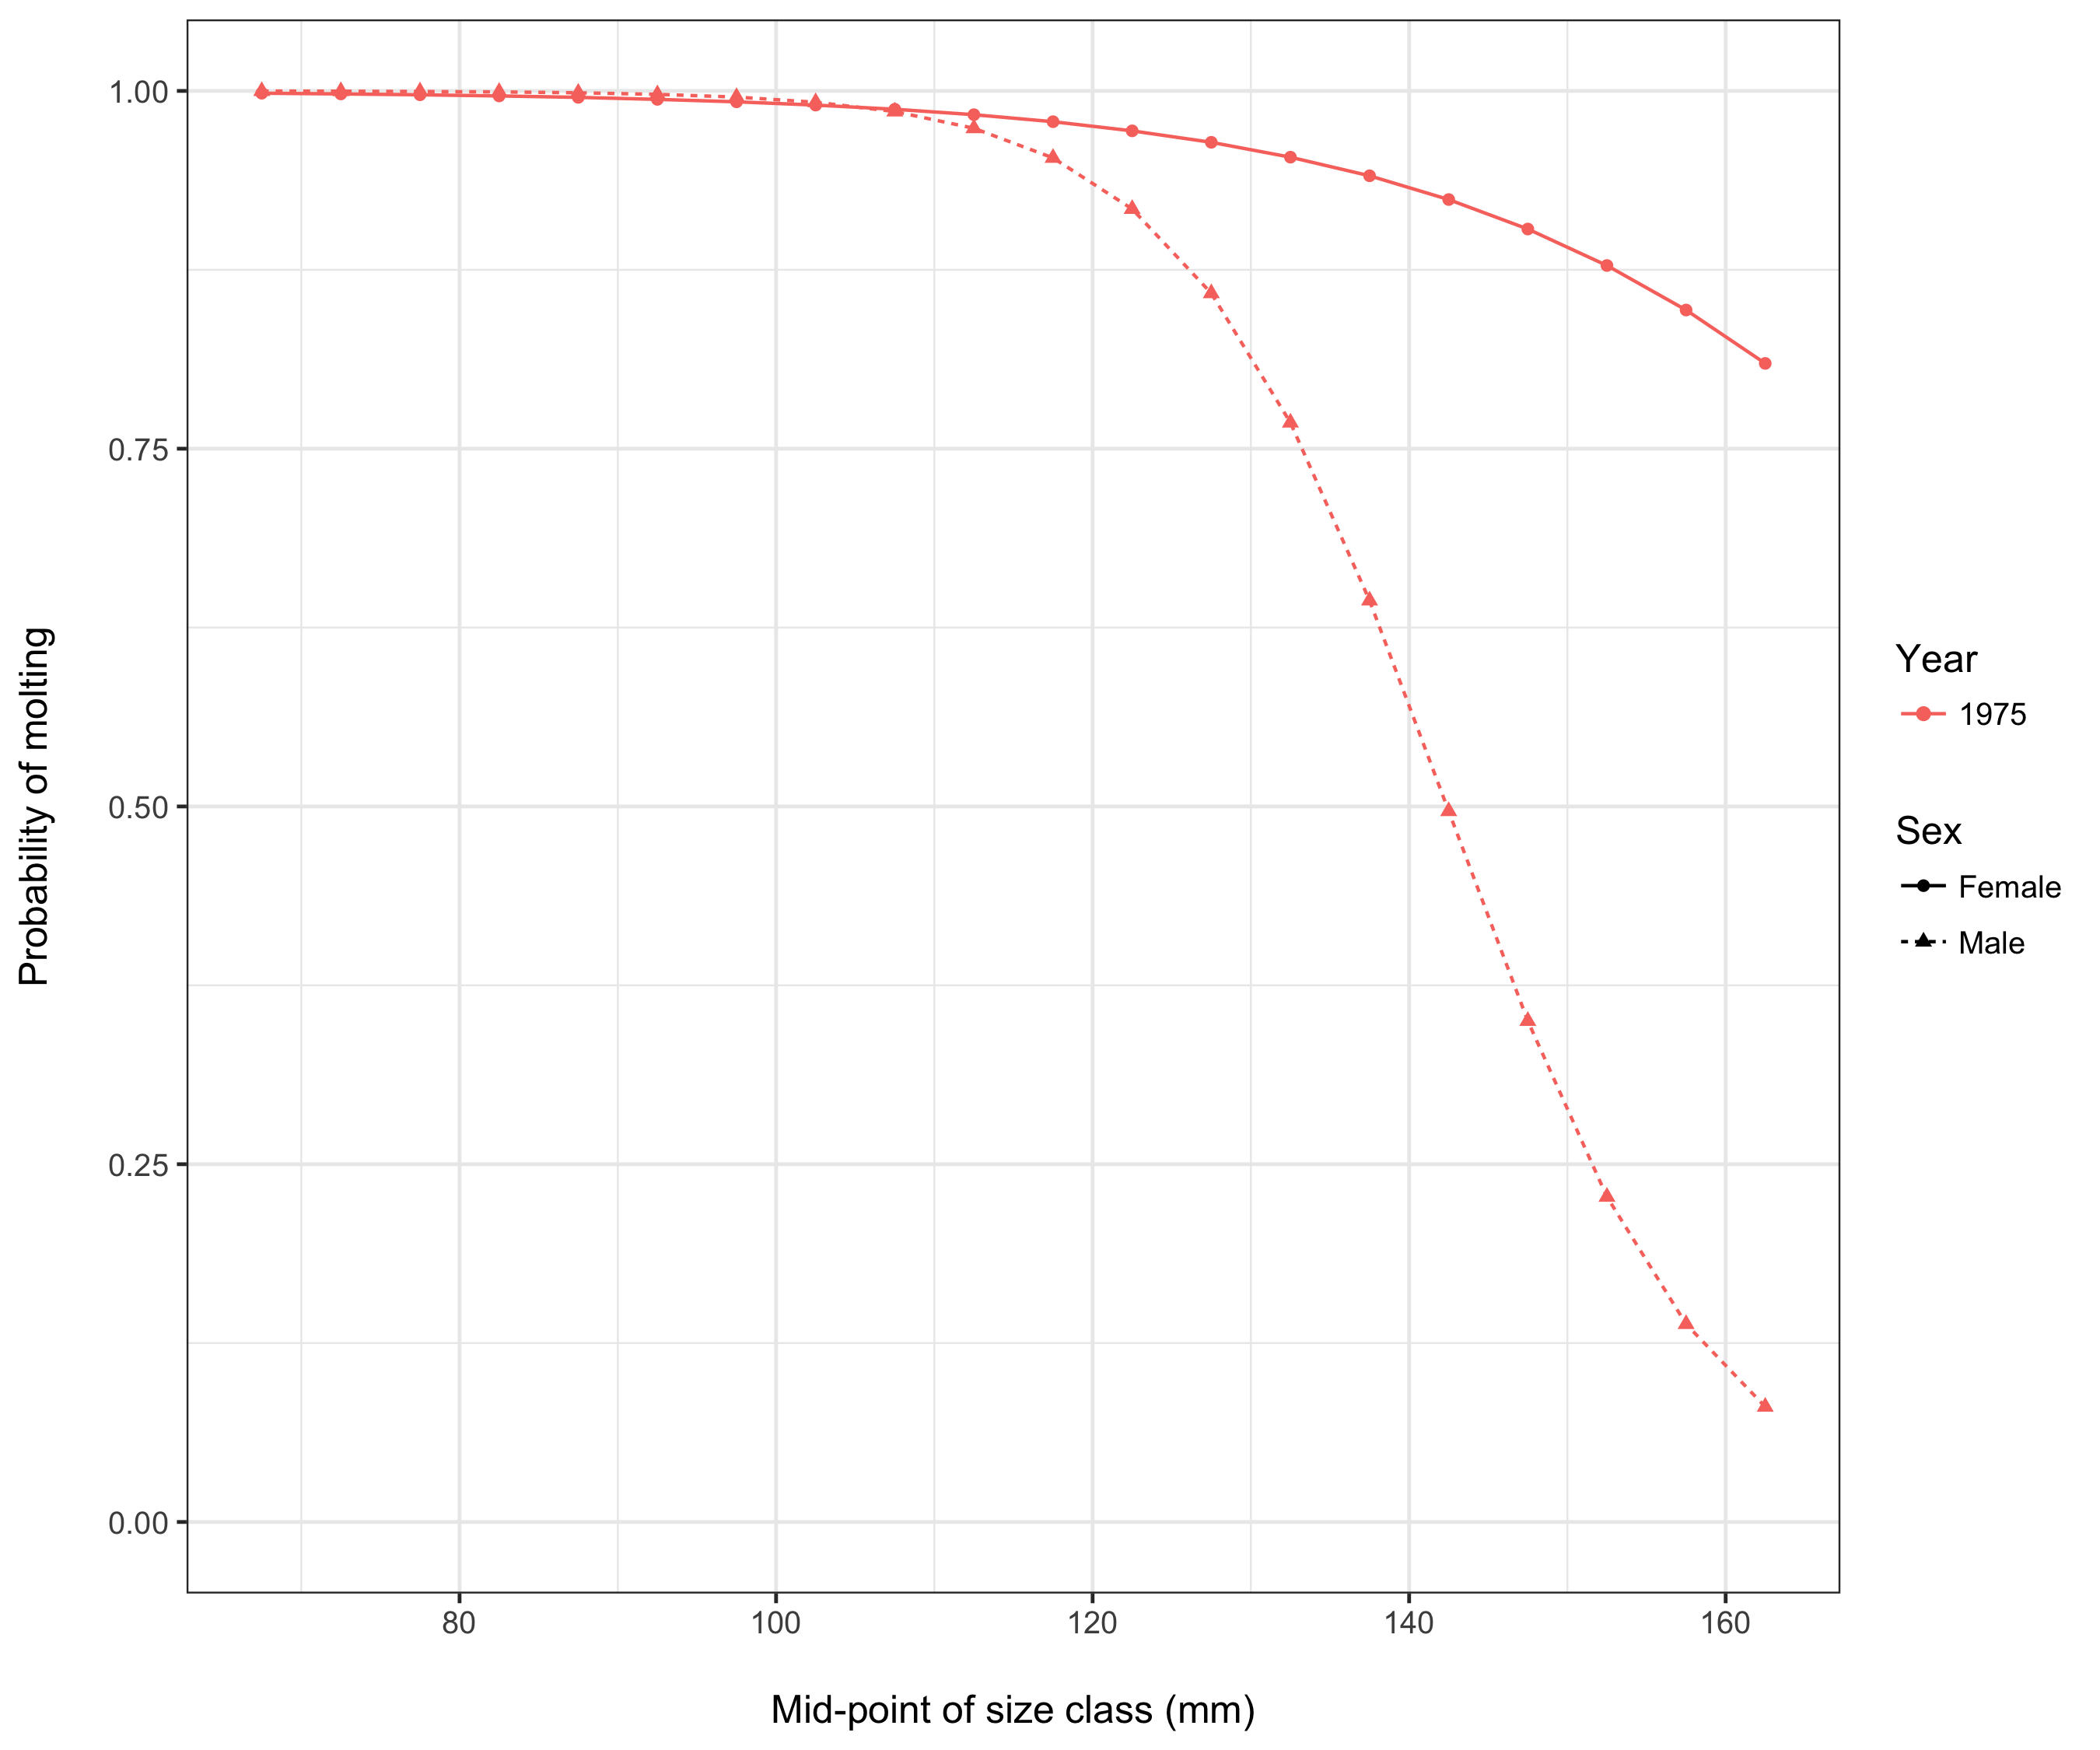 Probability of molting
1.00
0.75
0.50
0.25
0.00
80
100
120
140
160
Mid-point of size class (mm)
Year
1975
Sex
Female
Male